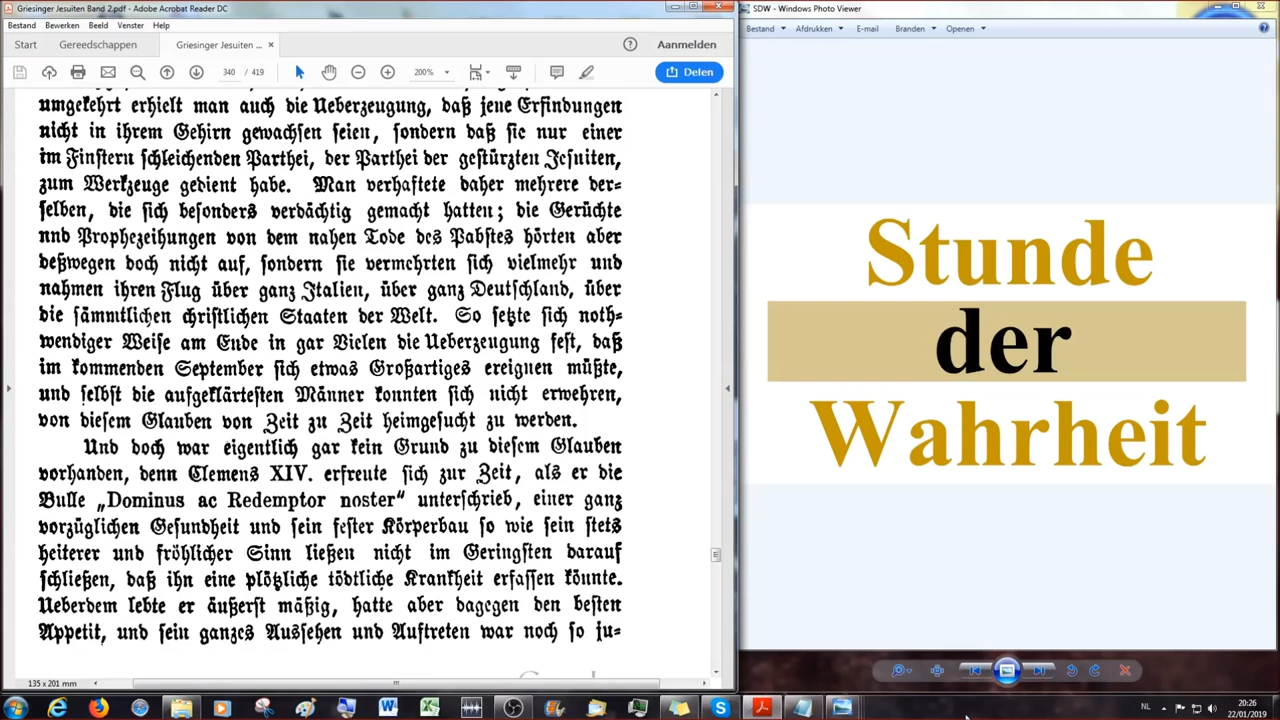 Griesinger Jesuiten Band 2.pdf - Adobe Acrobat Reader DC
Bestand Bewerken Beeld Venster Help
Start Gereedschappen Griesinger Jesuiten ... × Aanmelden
340 / 419 200% Delen
umgekehrt erhielt man auch die Ueberzeugung, daß jene Erfindungen
nicht in ihrem Gehirn gewachsen seien, sondern daß sie nur einer
im Finstern schleichenden Parthei, der Parthei der gestürzten Jesuiten,
zum Werkzeuge gedient habe. Man verhaftete daher mehrere der=
selben, die sich besonders verdächtig gemacht hatten; die Gerüchte
nnd Prophezeihungen von dem nahen Tode des Pabstes hörten aber
deßwegen doch nicht auf, sondern sie vermehrten sich vielmehr und
nahmen ihren Flug über ganz Italien, über ganz Deutschland, über
die sämmtlichen christlichen Staaten der Welt. So setzte sich noth=
wendiger Weise am Ende in gar Vielen die Ueberzeugung fest, daß
im kommenden September sich etwas Großartiges ereignen müßte,
und selbst die aufgeklärtesten Männer konnten sich nicht erwehren,
von diesem Glauben von Zeit zu Zeit heimgesucht zu werden.
Und doch war eigentlich gar kein Grund zu diesem Glauben
vorhanden, denn Clemens XIV. erfreute sich zur Zeit, als er die
Bulle „Dominus ac Redemptor noster“ unterschrieb, einer ganz
vorzüglichen Gesundheit und sein fester Körperbau so wie sein stets
heiterer und fröhlicher Sinn ließen nicht im Geringsten darauf
schließen, daß ihn eine plötzliche tödtliche Krankheit erfassen könnte.
Ueberdem lebte er äußerst mäßig, hatte aber dagegen den besten
Appetit, und sein ganzes Aussehen und Auftreten war noch so ju=
135 x 201 mm
SDW - Windows Photo Viewer
Bestand Afdrukken E-mail Branden Openen
Stunde
der
Wahrheit
NL
20:26
22/01/2019